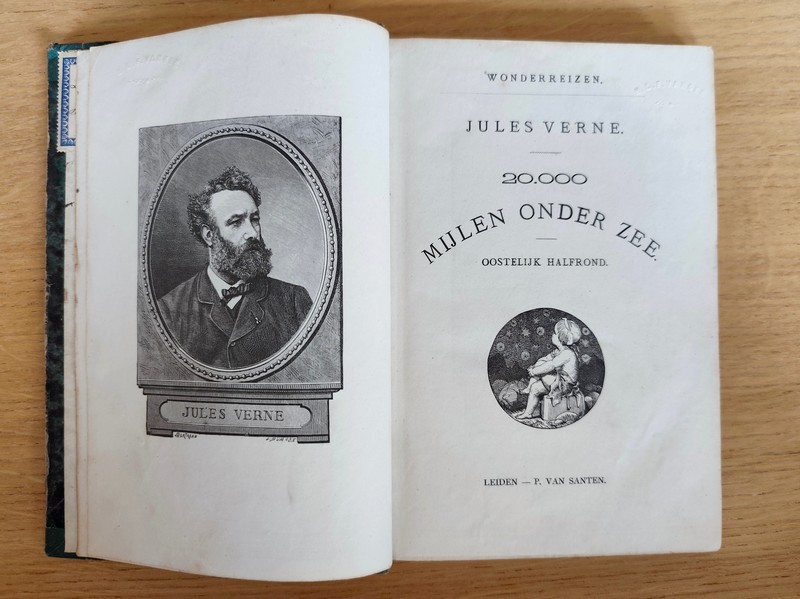 JULES VERNE
WONDERREIZEN.
JULES VERNE.
20.000
MIJLEN ONDER ZEE.
OOSTELIJK HALFROND.
LEIDEN — P. VAN SANTEN.